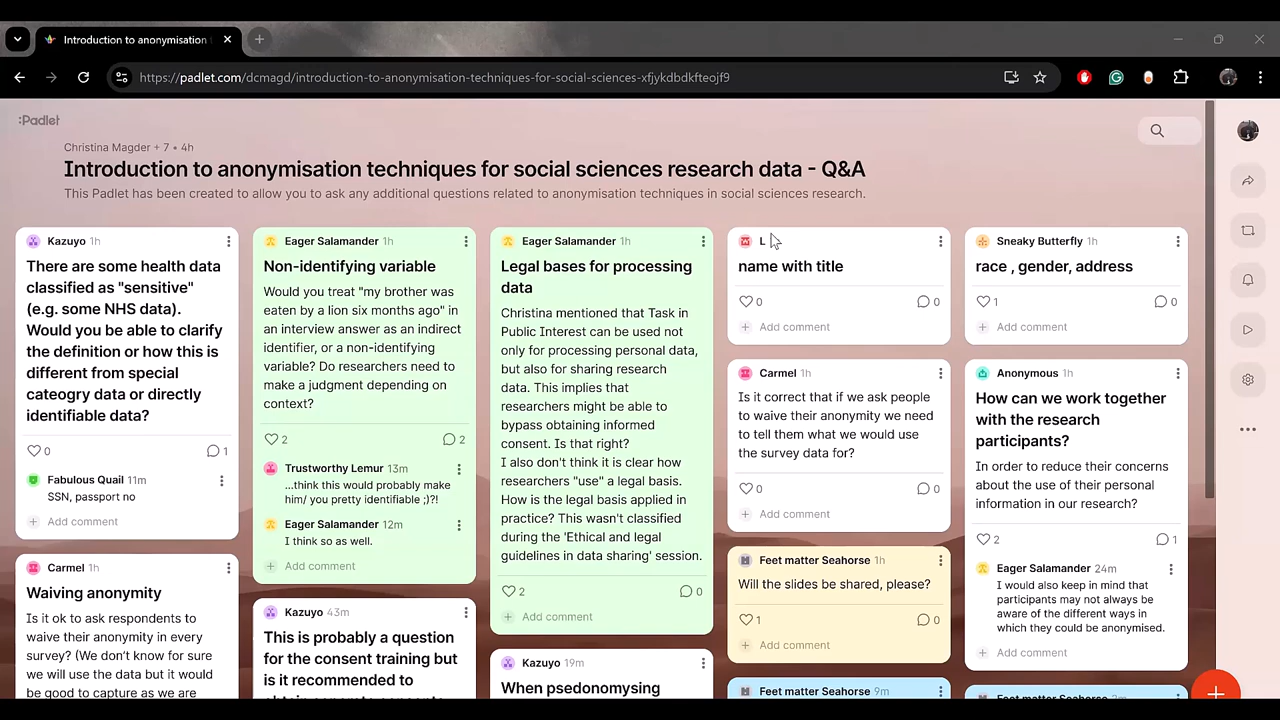 Introduction to anonymisation
https://padlet.com/dcmagd/introduction-to-anonymisation-techniques-for-social-sciences-xfjykdbdkfteojf9
:Padlet
Christina Magder + 7 • 4h
Introduction to anonymisation techniques for social sciences research data - Q&A
This Padlet has been created to allow you to ask any additional questions related to anonymisation techniques in social sciences research.
Kazuyo 1h
There are some health data
classified as "sensitive"
(e.g. some NHS data).
Would you be able to clarify
the definition or how this is
different from special
cateogry data or directly
identifiable data?
0 1
Fabulous Quail 11m
SSN, passport no
Add comment
Carmel 1h
Waiving anonymity
Is it ok to ask respondents to
waive their anonymity in every
survey? (We don't know for sure
we will use the data but it would
be good to capture as we are
Eager Salamander 1h
Non-identifying variable
Would you treat "my brother was
eaten by a lion six months ago" in
an interview answer as an indirect
identifier, or a non-identifying
variable? Do researchers need to
make a judgment depending on
context?
2 2
Trustworthy Lemur 13m
...think this would probably make
him/ you pretty identifiable ;)?!
Eager Salamander 12m
I think so as well.
Add comment
Kazuyo 43m
This is probably a question
for the consent training but
is it recommended to
obtain separate consents
Eager Salamander 1h
Legal bases for processing
data
Christina mentioned that Task in
Public Interest can be used not
only for processing personal data,
but also for sharing research
data. This implies that
researchers might be able to
bypass obtaining informed
consent. Is that right?
I also don't think it is clear how
researchers "use" a legal basis.
How is the legal basis applied in
practice? This wasn't classified
during the 'Ethical and legal
guidelines in data sharing' session.
2 0
Add comment
Kazuyo 19m
When psedonomysing
L
name with title
0 0
Add comment
Carmel 1h
Is it correct that if we ask people
to waive their anonymity we need
to tell them what we would use
the survey data for?
0 0
Add comment
Feet matter Seahorse 1h
Will the slides be shared, please?
1 0
Add comment
Feet matter Seahorse 9m
Sneaky Butterfly 1h
race , gender, address
1 0
Add comment
Anonymous 1h
How can we work together
with the research
participants?
In order to reduce their concerns
about the use of their personal
information in our research?
2 1
Eager Salamander 24m
I would also keep in mind that
participants may not always be
aware of the different ways in
which they could be anonymised.
Add comment
Feet matter Seahorse